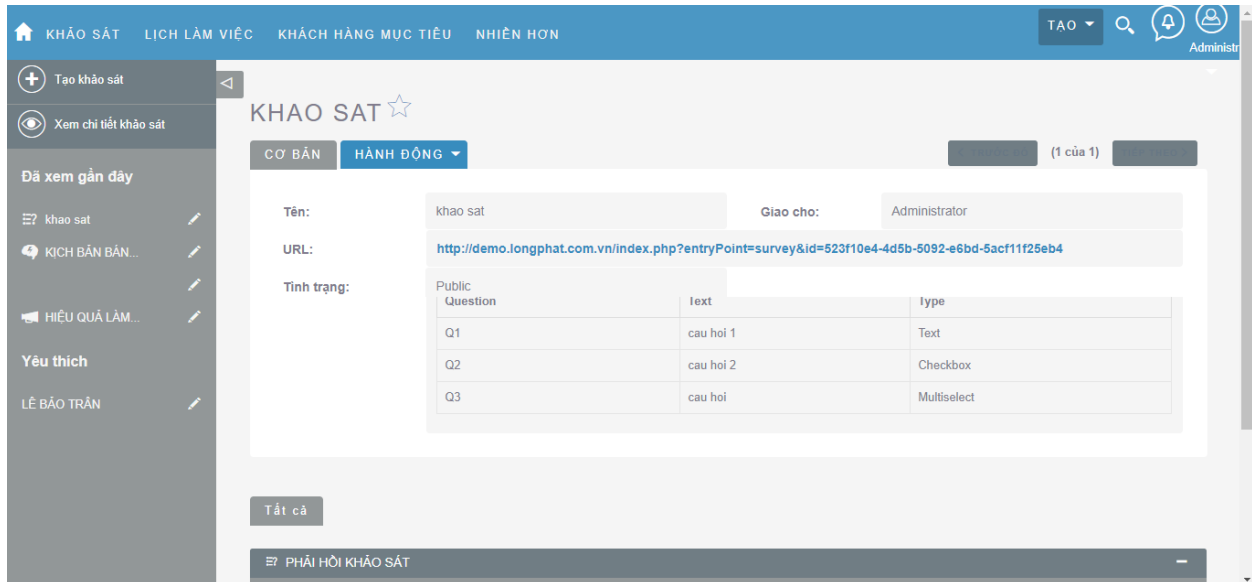 KHẢO SÁT LỊCH LÀM VIỆC KHÁCH HÀNG MỤC TIÊU NHIỀN HƠN TẠO
Administr
Tạo khảo sát
Xem chi tiết khảo sát
Đã xem gần đây
khao sat
KỊCH BẢN BÁN...
HIỆU QUẢ LÀM...
Yêu thích
LÊ BẢO TRÂN
KHAO SAT
CƠ BẢN HÀNH ĐỘNG (1 của 1)
Tên: khao sat Giao cho: Administrator
URL: http://demo.longphat.com.vn/index.php?entryPoint=survey&id=523f10e4-4d5b-5092-e6bd-5acf11f25eb4
Tình trạng: Public
Question Text Type
Q1 cau hoi 1 Text
Q2 cau hoi 2 Checkbox
Q3 cau hoi Multiselect
Tất cả
PHẢI HỒI KHẢO SÁT